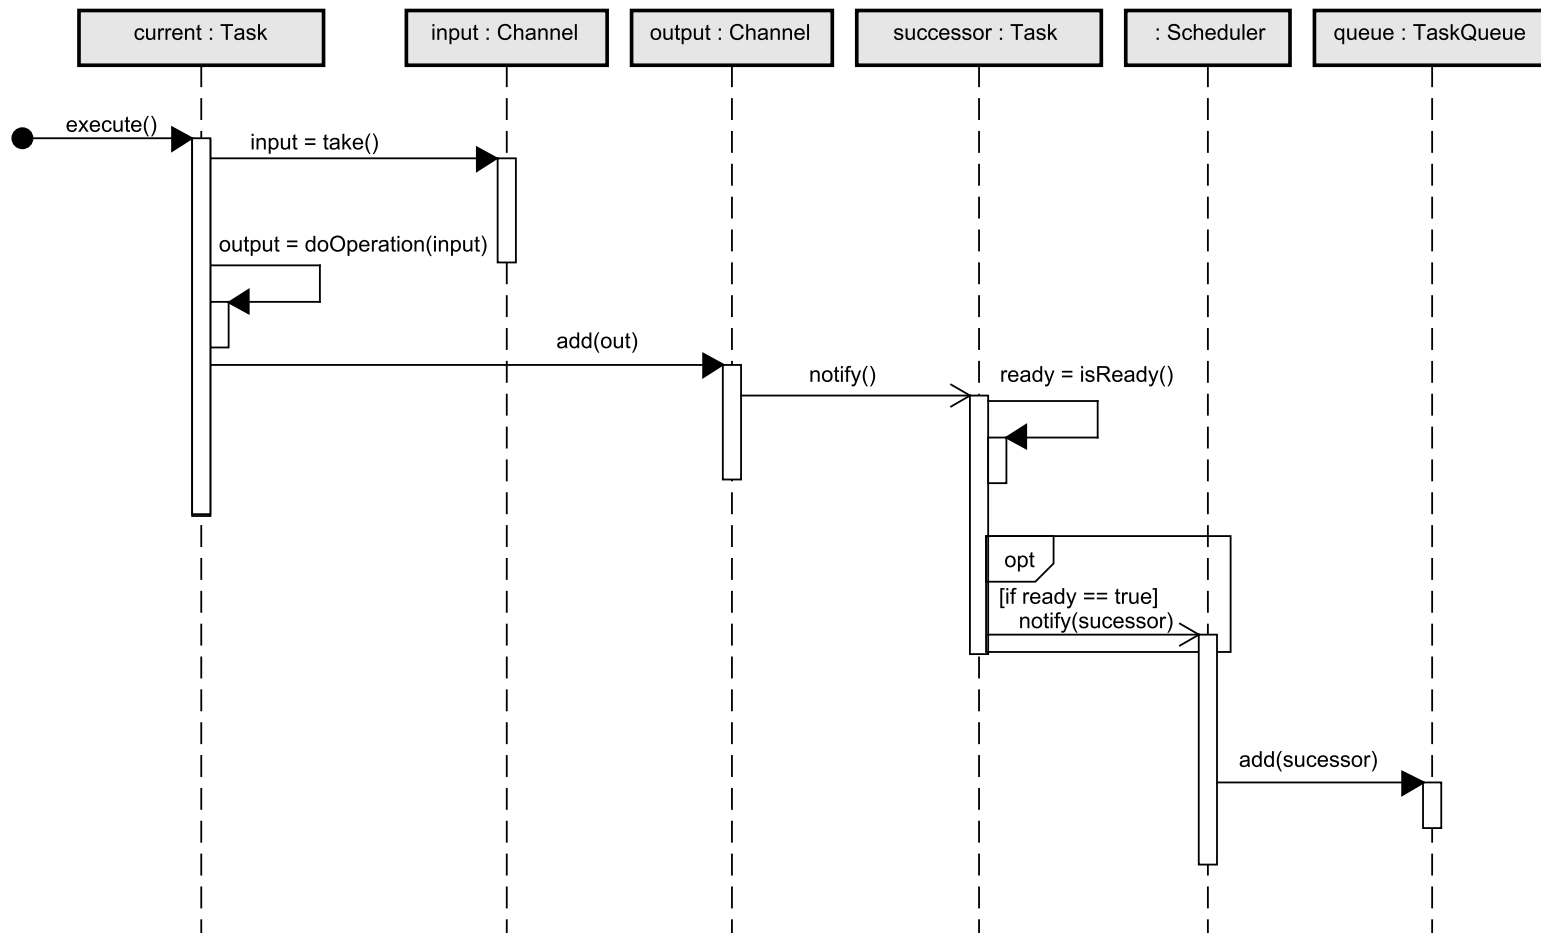 current : Task
input : Channel
output : Channel
successor : Task
: Scheduler
queue : TaskQueue
execute()
input = take()
output = doOperation(input)
add(out)
notify()
ready = isReady()
opt
[if ready == true]
notify(sucessor)
add(sucessor)